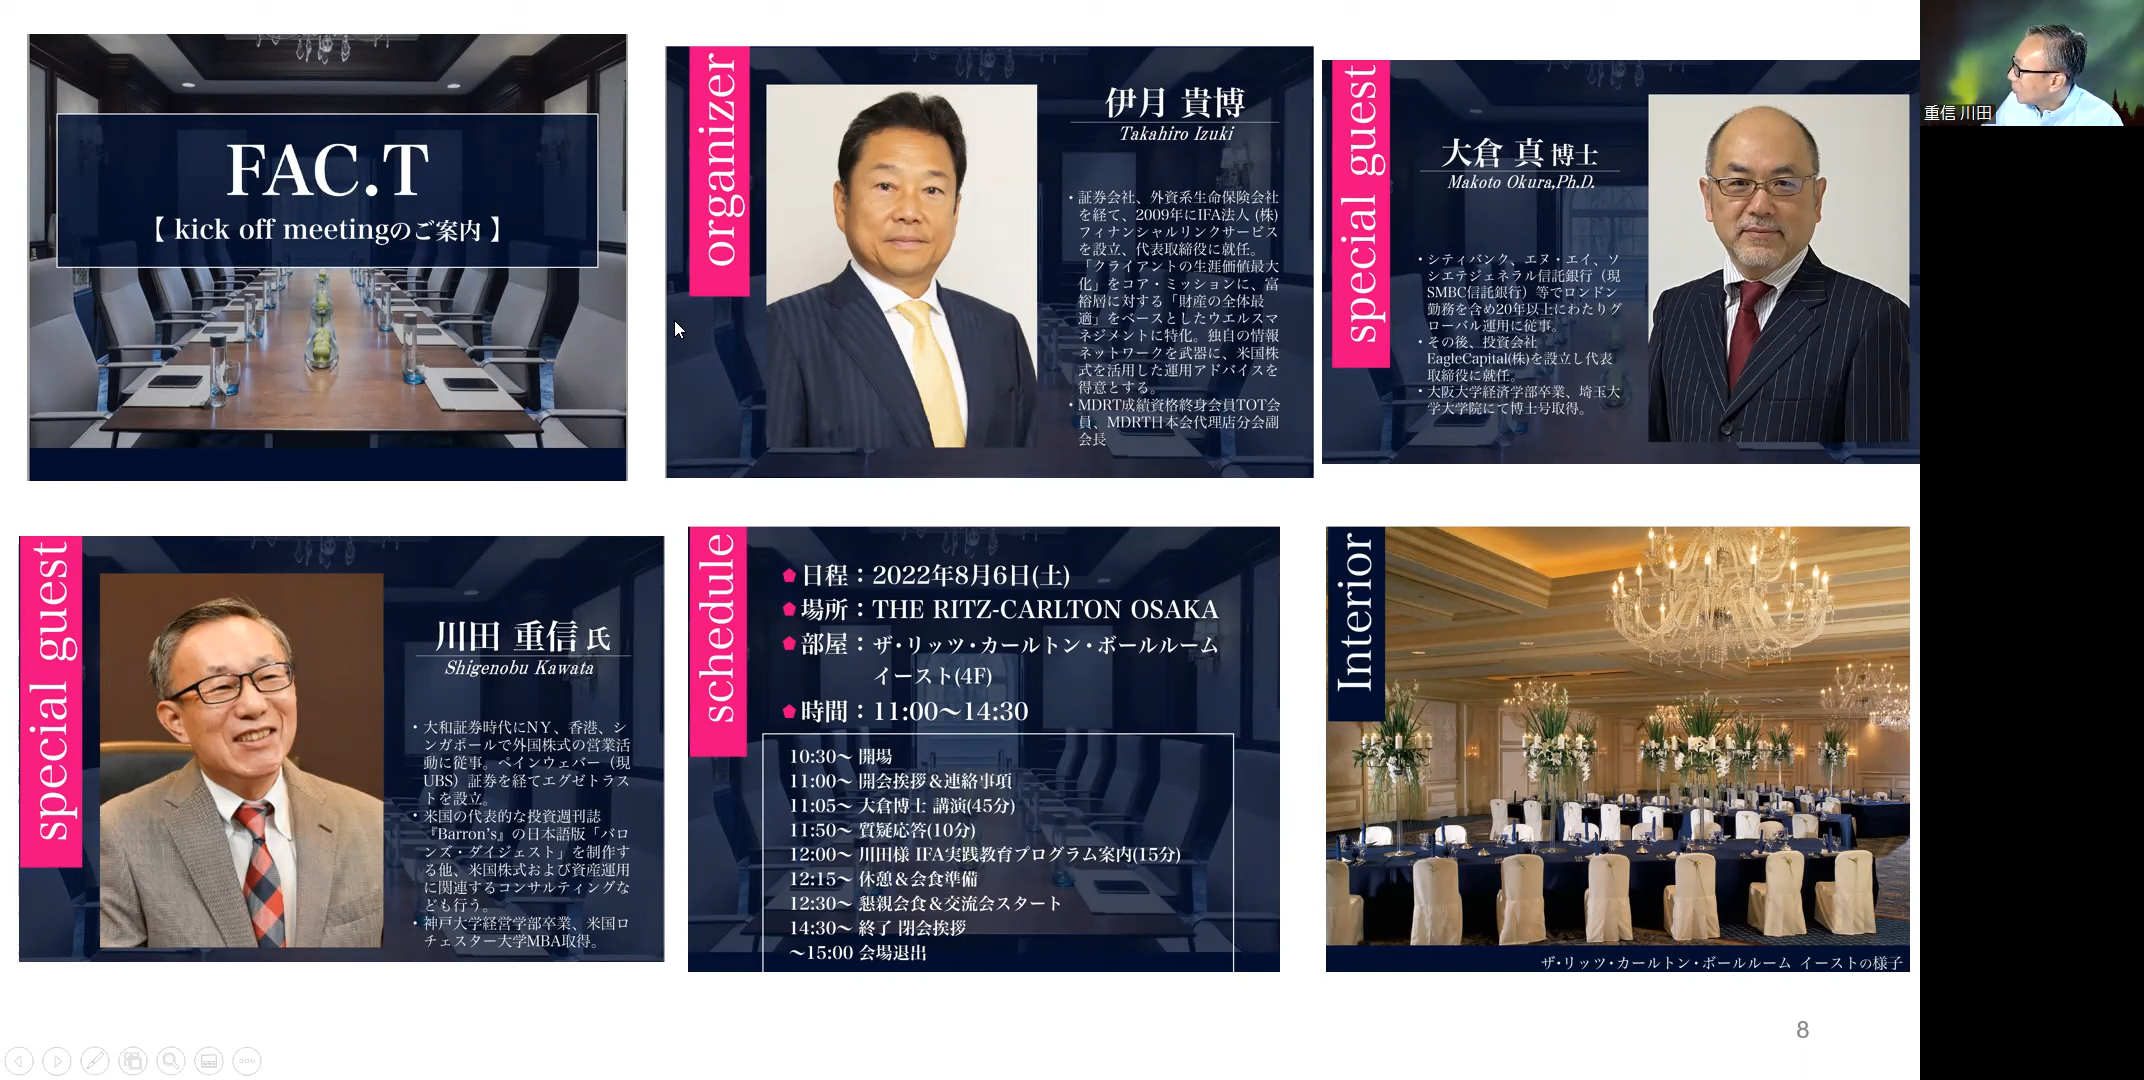 FAC.T
【 kick off meetingのご案内 】
organizer
伊月 貴博
Takahiro Izuki
・証券会社、外資系生命保険会社
を経て、2009年にIFA法人 (株)
フィナンシャルリンクサービス
を設立、代表取締役に就任。
「クライアントの生涯価値最大
化」をコア・ミッションに、富
裕層に対する「財産の全体最
適」をベースとしたウエルスマ
ネジメントに特化。独自の情報
ネットワークを武器に、米国株
式を活用した運用アドバイスを
得意とする。
・MDRT成績資格終身会員TOT会
員、MDRT日本会代理店分会副
会長
special guest
大倉 真 博士
Makoto Okura,Ph.D.
・シティバンク、エヌ・エイ、ソ
シエテジェネラル信託銀行（現
SMBC信託銀行）等でロンドン
勤務を含め20年以上にわたりグ
ローバル運用に従事。
・その後、投資会社
EagleCapital(株)を設立し代表
取締役に就任。
・大阪大学経済学部卒業、埼玉大
学大学院にて博士号取得。
重信 川田
special guest
川田 重信 氏
Shigenobu Kawata
・大和証券時代にNY、香港、シ
ンガポールで外国株式の営業活
動に従事。ペインウェバー（現
UBS）証券を経てエグゼトラス
トを設立。
・米国の代表的な投資週刊誌
『Barron's』の日本語版「バロ
ンズ・ダイジェスト」を制作す
る他、米国株式および資産運用
に関連するコンサルティングな
ども行う。
・神戸大学経営学部卒業、米国ロ
チェスター大学MBA取得。
schedule
日程：2022年8月6日(土)
場所：THE RITZ-CARLTON OSAKA
部屋：ザ・リッツ・カールトン・ボールルーム
イースト(4F)
時間：11:00～14:30
10:30～ 開場
11:00～ 開会挨拶＆連絡事項
11:05～ 大倉博士 講演(45分)
11:50～ 質疑応答(10分)
12:00～ 川田様 IFA実践教育プログラム案内(15分)
12:15～ 休憩＆会食準備
12:30～ 懇親会食＆交流会スタート
14:30～ 終了 閉会挨拶
～15:00 会場退出
Interior
ザ・リッツ・カールトン・ボールルーム イーストの様子
8